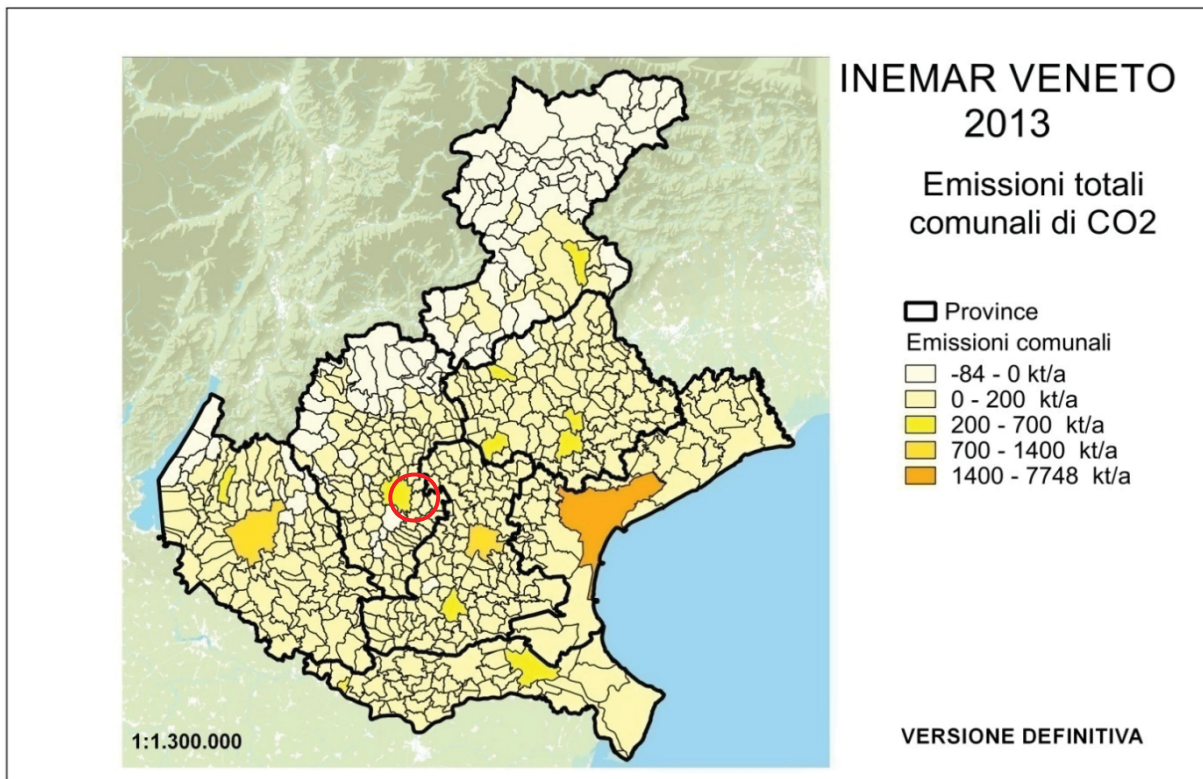 INEMAR VENETO
2013
Emissioni totali
comunali di CO2
Province
Emissioni comunali
-84 - 0 kt/a
0 - 200 kt/a
200 - 700 kt/a
700 - 1400 kt/a
1400 - 7748 kt/a
1:1.300.000
VERSIONE DEFINITIVA